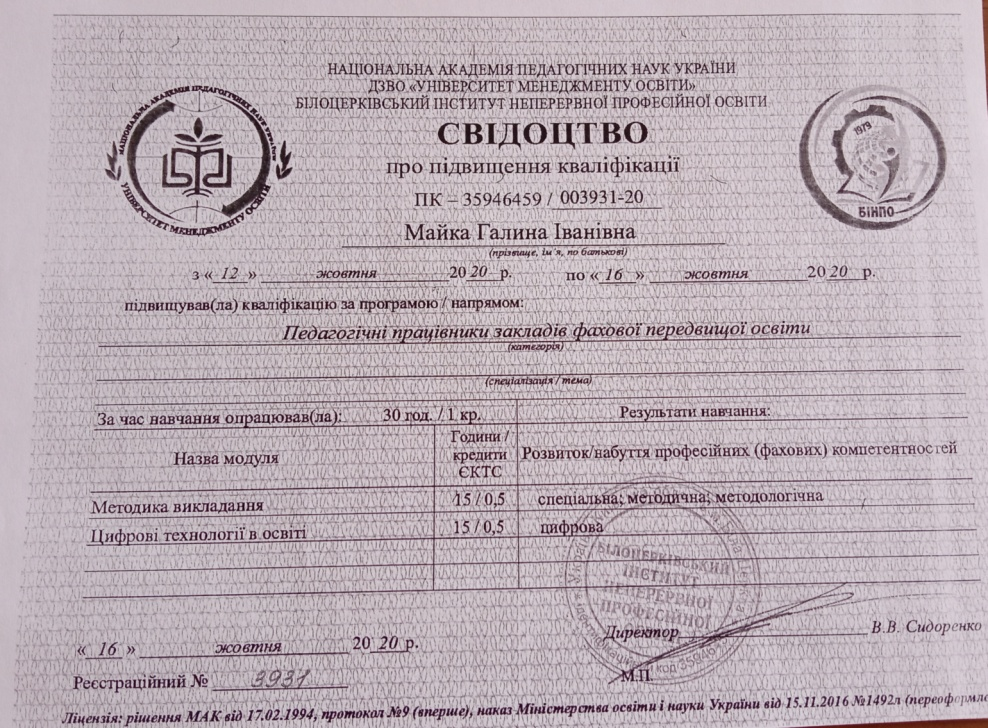 НАЦІОНАЛЬНА АКАДЕМІЯ ПЕДАГОГІЧНИХ НАУК УКРАЇНИ
ДЗВО «УНІВЕРСИТЕТ МЕНЕДЖМЕНТУ ОСВІТИ»
БІЛОЦЕРКІВСЬКИЙ ІНСТИТУТ НЕПЕРЕРВНОЇ ПРОФЕСІЙНОЇ ОСВІТИ
НАЦІОНАЛЬНА АКАДЕМІЯ ПЕДАГОГІЧНИХ НАУК УКРАЇНИ
УНІВЕРСИТЕТ МЕНЕДЖМЕНТУ ОСВІТИ
1979
БІНПО
СВІДОЦТВО
про підвищення кваліфікації
ПК – 35946459 / 003931-20
Майка Галина Іванівна
(прізвище, ім'я, по батькові)
з « 12 » жовтня 20 20 р. по « 16 » жовтня 20 20 р.
підвищував(ла) кваліфікацію за програмою / напрямом:
Педагогічні працівники закладів фахової передвищої освіти
(категорія)
(спеціалізація / тема)
За час навчання опрацював(ла): 30 год. / 1 кр. Результати навчання:
Назва модуля Години / кредити ЄКТС Розвиток/набуття професійних (фахових) компетентностей
Методика викладання 15 / 0,5 спеціальна; методична; методологічна
Цифрові технології в освіті 15 / 0,5 цифрова
БІЛОЦЕРКІВСЬКИЙ
ІНСТИТУТ
НЕПЕРЕРВНОЇ
ПРОФЕСІЙНОЇ
Директор В.В. Сидоренко
« 16 » жовтня 20 20 р.
М.П.
Реєстраційний № 3931
Ліцензія: рішення МАК від 17.02.1994, протокол №9 (вперше), наказ Міністерства освіти і науки України від 15.11.2016 №1492л